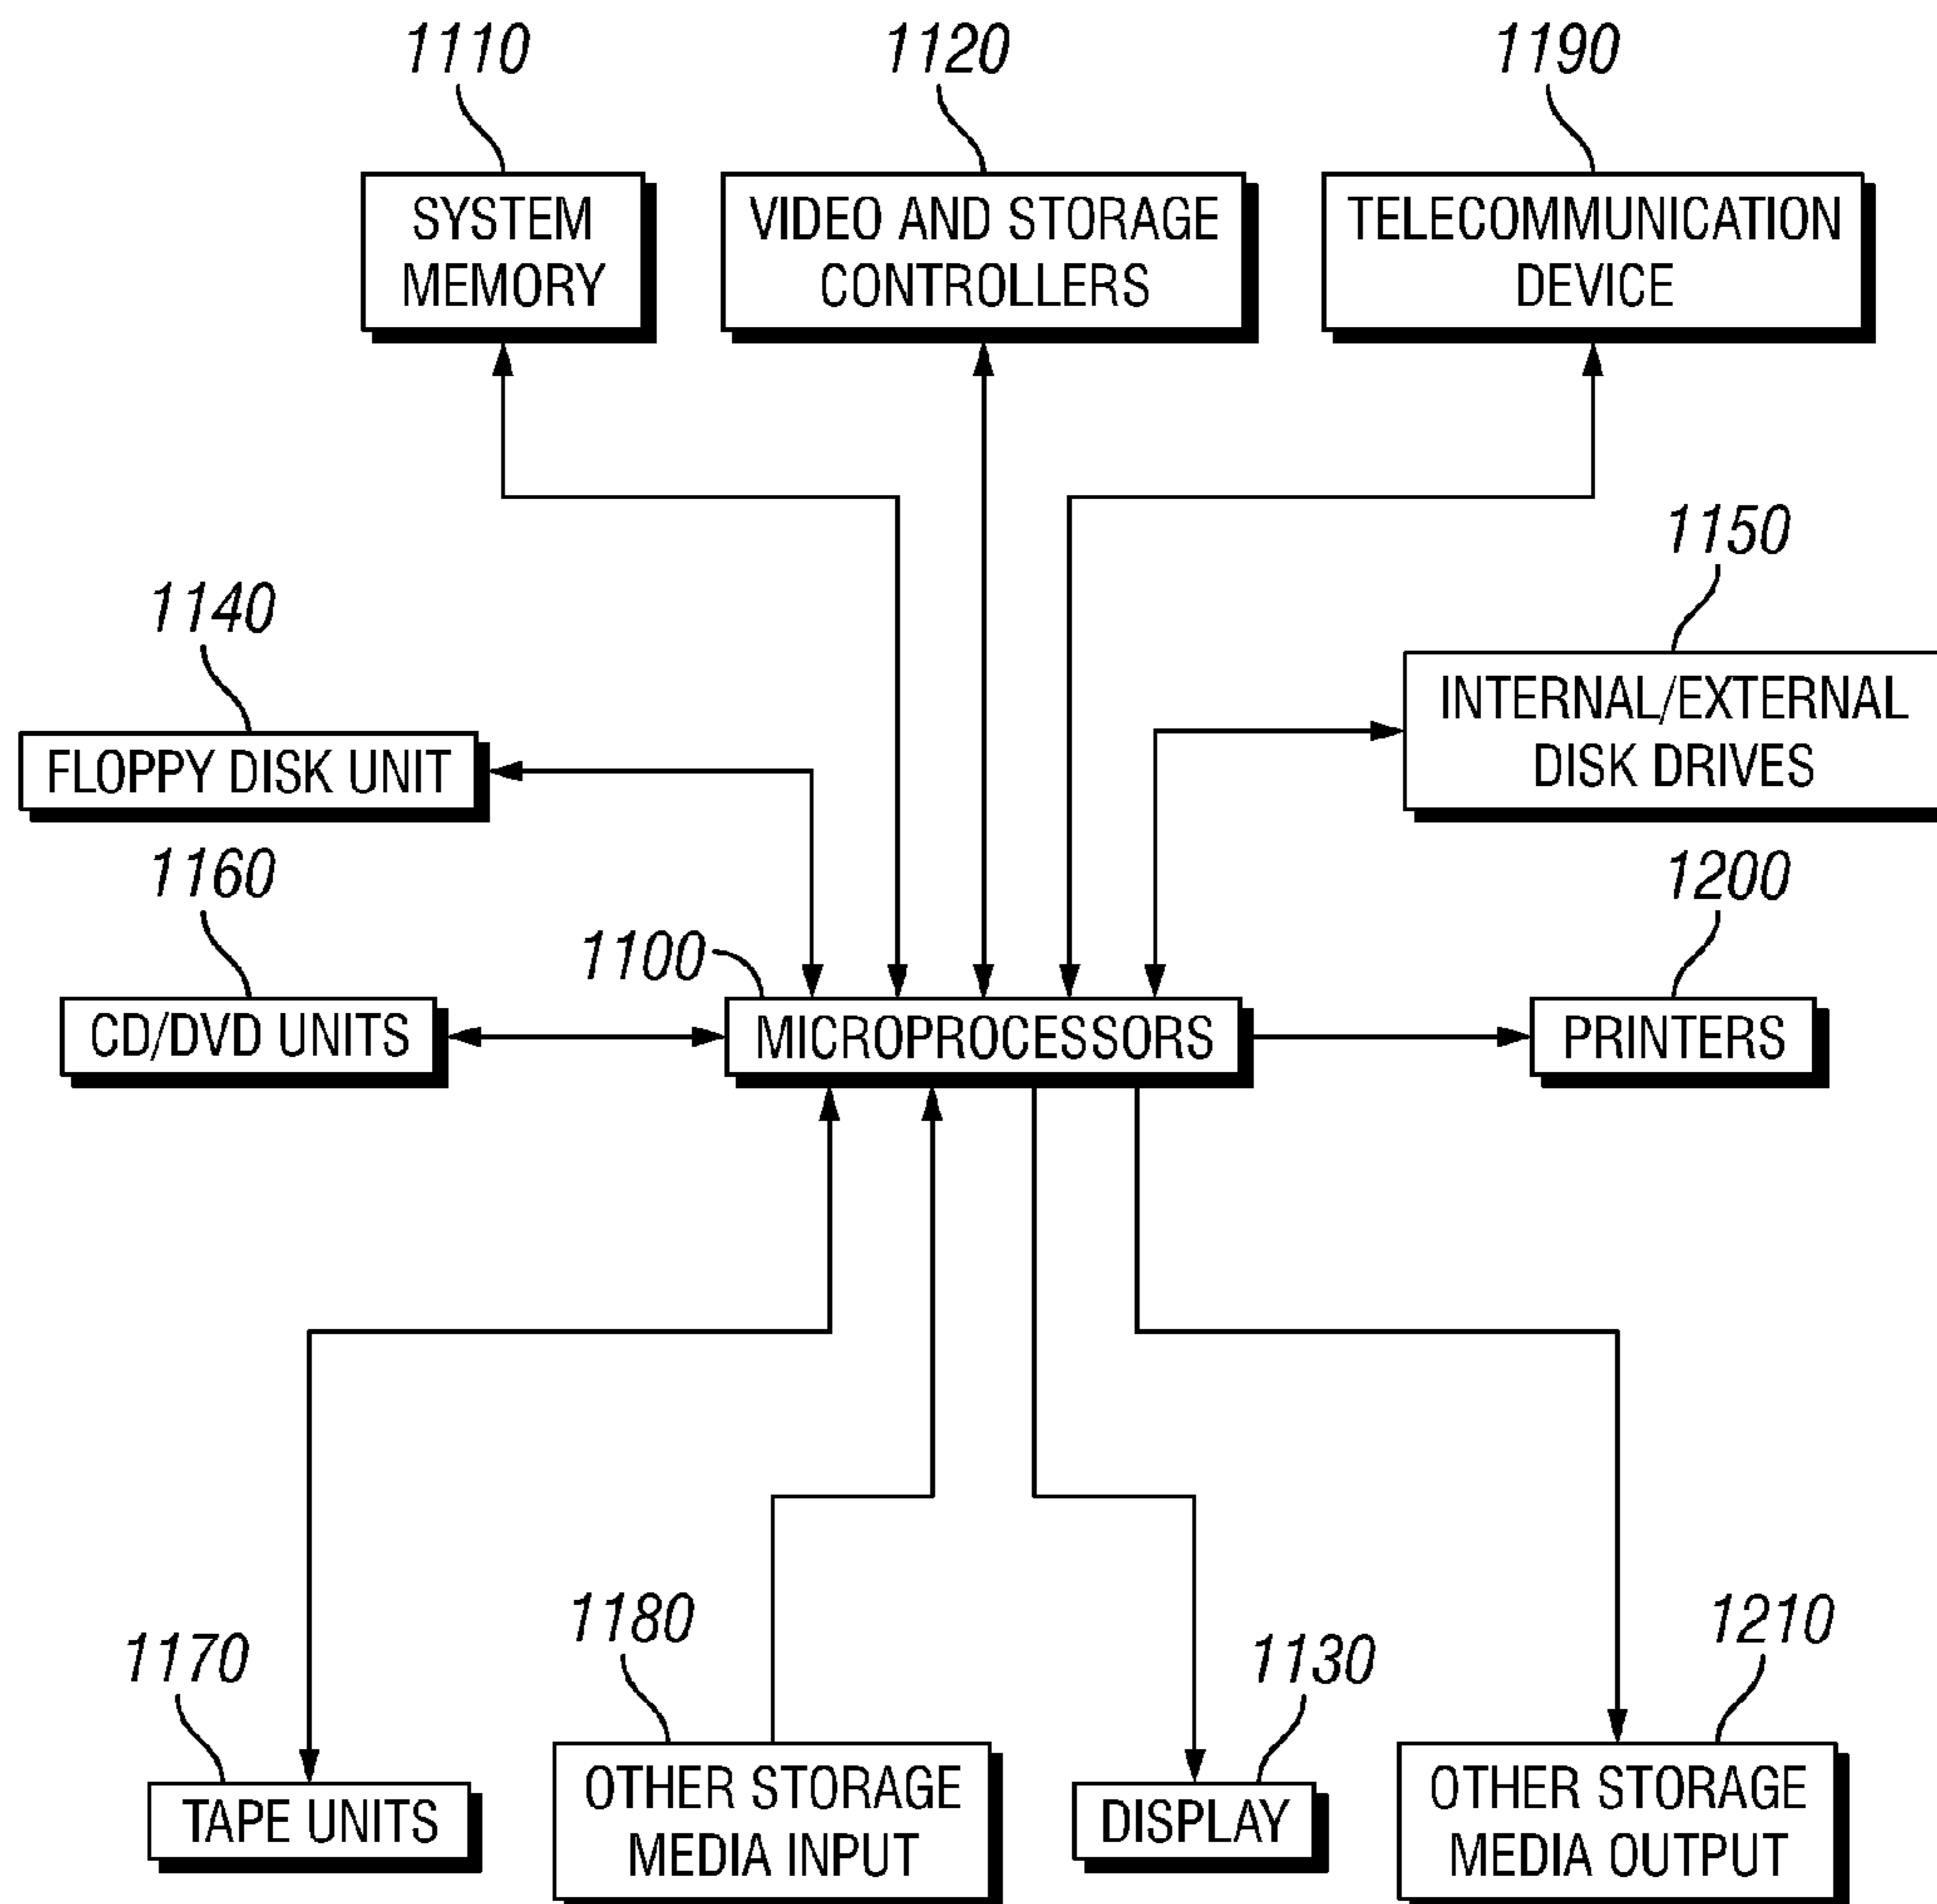 1110
1120
1190
SYSTEM
MEMORY
VIDEO AND STORAGE
CONTROLLERS
TELECOMMUNICATION
DEVICE
1150
INTERNAL/EXTERNAL
DISK DRIVES
1140
FLOPPY DISK UNIT
1160
CD/DVD UNITS
1100
MICROPROCESSORS
1200
PRINTERS
1170
TAPE UNITS
1180
OTHER STORAGE
MEDIA INPUT
1130
DISPLAY
1210
OTHER STORAGE
MEDIA OUTPUT